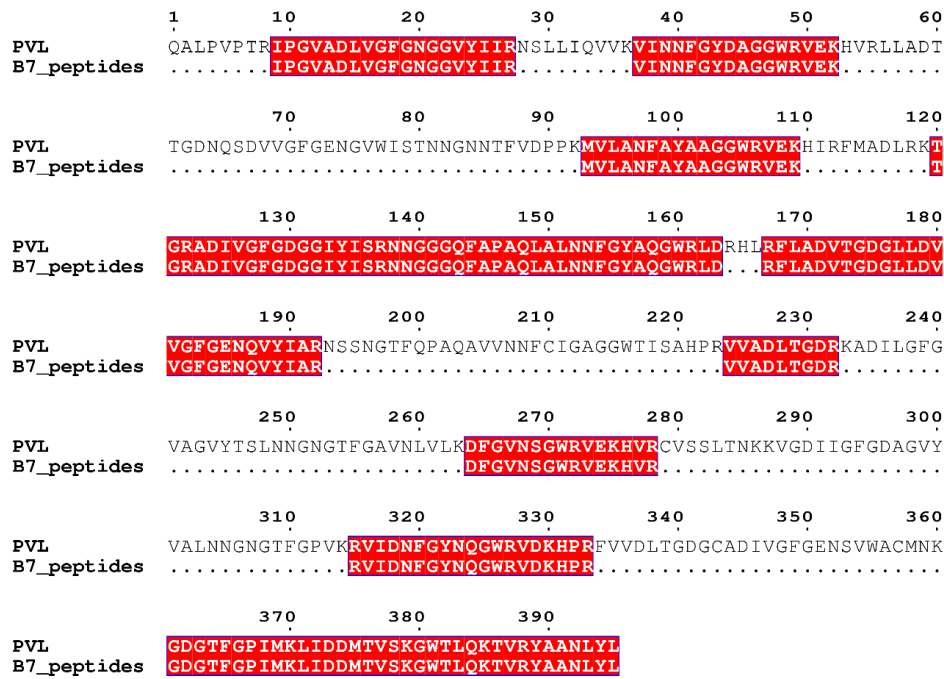 1 10 20 30 40 50 60
PVL QALPVPTRIPGVADLVGFGNGGVYIIRNSLLIQVVKVINNFGYDAGGWRVEKHVRLLADT
B7_peptides ........IPGVADLVGFGNGGVYIIR.........VINNFGYDAGGWRVEK........
70 80 90 100 110 120
PVL TGDNQSDVVGFGENGVWISTNNGNNTFVDPPKMVLANFAYAAGGWRVEKHIRFMADLRKT
B7_peptides ................................MVLANFAYAAGGWRVEK..........T
130 140 150 160 170 180
PVL GRADIVGFGDGGIYISRNNGGGQFAPAQLALNNFGYAQGWRLDRHLRFLADVTGDGLLDV
B7_peptides GRADIVGFGDGGIYISRNNGGGQFAPAQLALNNFGYAQGWRLD...RFLADVTGDGLLDV
190 200 210 220 230 240
PVL VGFGENQVYIARNSSNGTFQPAQAVVNNFCIGAGGWTISAHPRVVADLTGDRKADILGFG
B7_peptides VGFGENQVYIAR...............................VVADLTGDR........
250 260 270 280 290 300
PVL VAGVYTSLNNGNGTFGAVNLVLKDFGVNSGWRVEKHVRCVSSLTNKKVGDIIGFGDAGVY
B7_peptides .......................DFGVNSGWRVEKHVR......................
310 320 330 340 350 360
PVL VALNNGNGTFGPVKRVIDNFGYNQGWRVDKHPRFVVDLTGDGCADIVGFGENSVWACMNK
B7_peptides ..............RVIDNFGYNQGWRVDKHPR...........................
370 380 390
PVL GDGTFGPIMKLIDDMTVSKGWTLQKTVRYAANLYL
B7_peptides GDGTFGPIMKLIDDMTVSKGWTLQKTVRYAANLYL